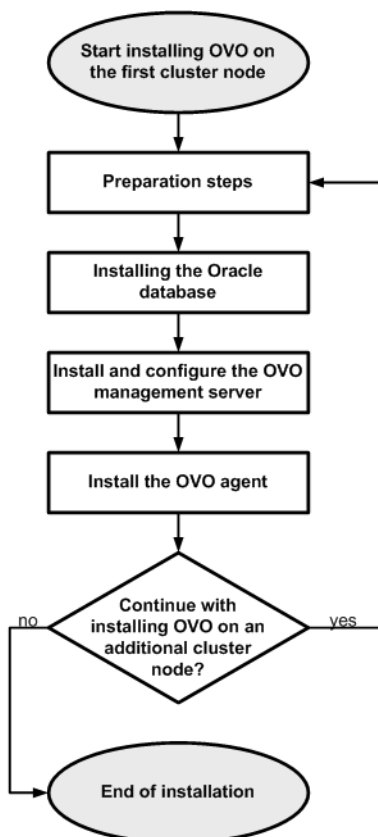 Start installing OVO on
the first cluster node
Preparation steps
Installing the Oracle
database
Install and configure the OVO
management server
Install the OVO agent
no
Continue with
installing OVO on an
additional cluster
node?
yes
End of installation